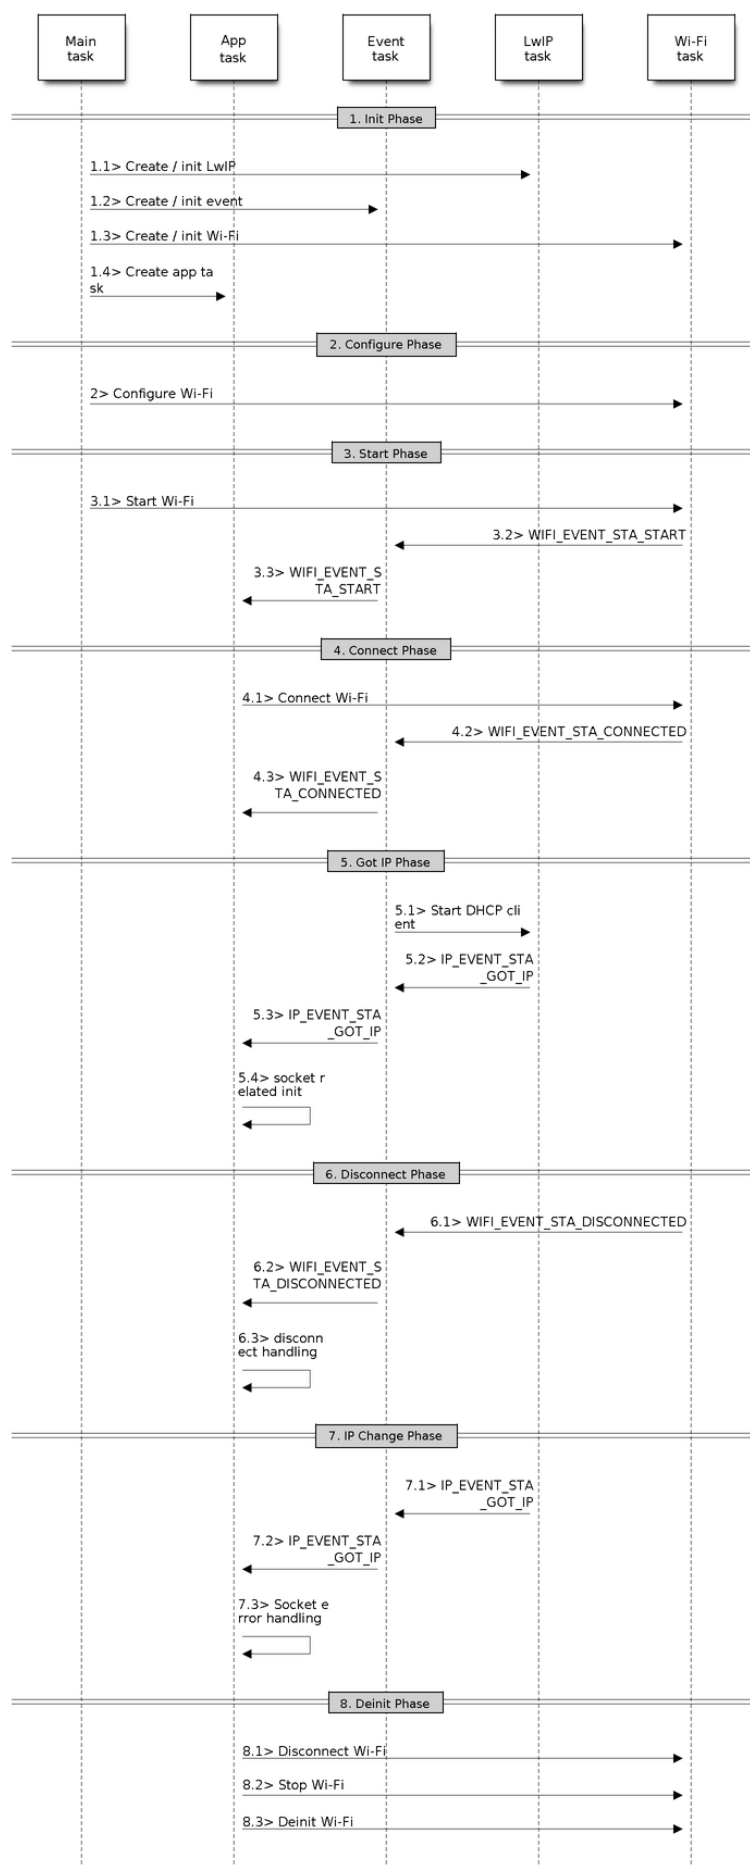 Main
task
App
task
Event
task
LwIP
task
Wi-Fi
task
1. Init Phase
1.1> Create / init LwIP
1.2> Create / init event
1.3> Create / init Wi-Fi
1.4> Create app ta
sk
2. Configure Phase
2> Configure Wi-Fi
3. Start Phase
3.1> Start Wi-Fi
3.2> WIFI_EVENT_STA_START
3.3> WIFI_EVENT_S
TA_START
4. Connect Phase
4.1> Connect Wi-Fi
4.2> WIFI_EVENT_STA_CONNECTED
4.3> WIFI_EVENT_S
TA_CONNECTED
5. Got IP Phase
5.1> Start DHCP cli
ent
5.2> IP_EVENT_STA
_GOT_IP
5.3> IP_EVENT_STA
_GOT_IP
5.4> socket r
elated init
6. Disconnect Phase
6.1> WIFI_EVENT_STA_DISCONNECTED
6.2> WIFI_EVENT_S
TA_DISCONNECTED
6.3> disconn
ect handling
7. IP Change Phase
7.1> IP_EVENT_STA
_GOT_IP
7.2> IP_EVENT_STA
_GOT_IP
7.3> Socket e
rror handling
8. Deinit Phase
8.1> Disconnect Wi-Fi
8.2> Stop Wi-Fi
8.3> Deinit Wi-Fi